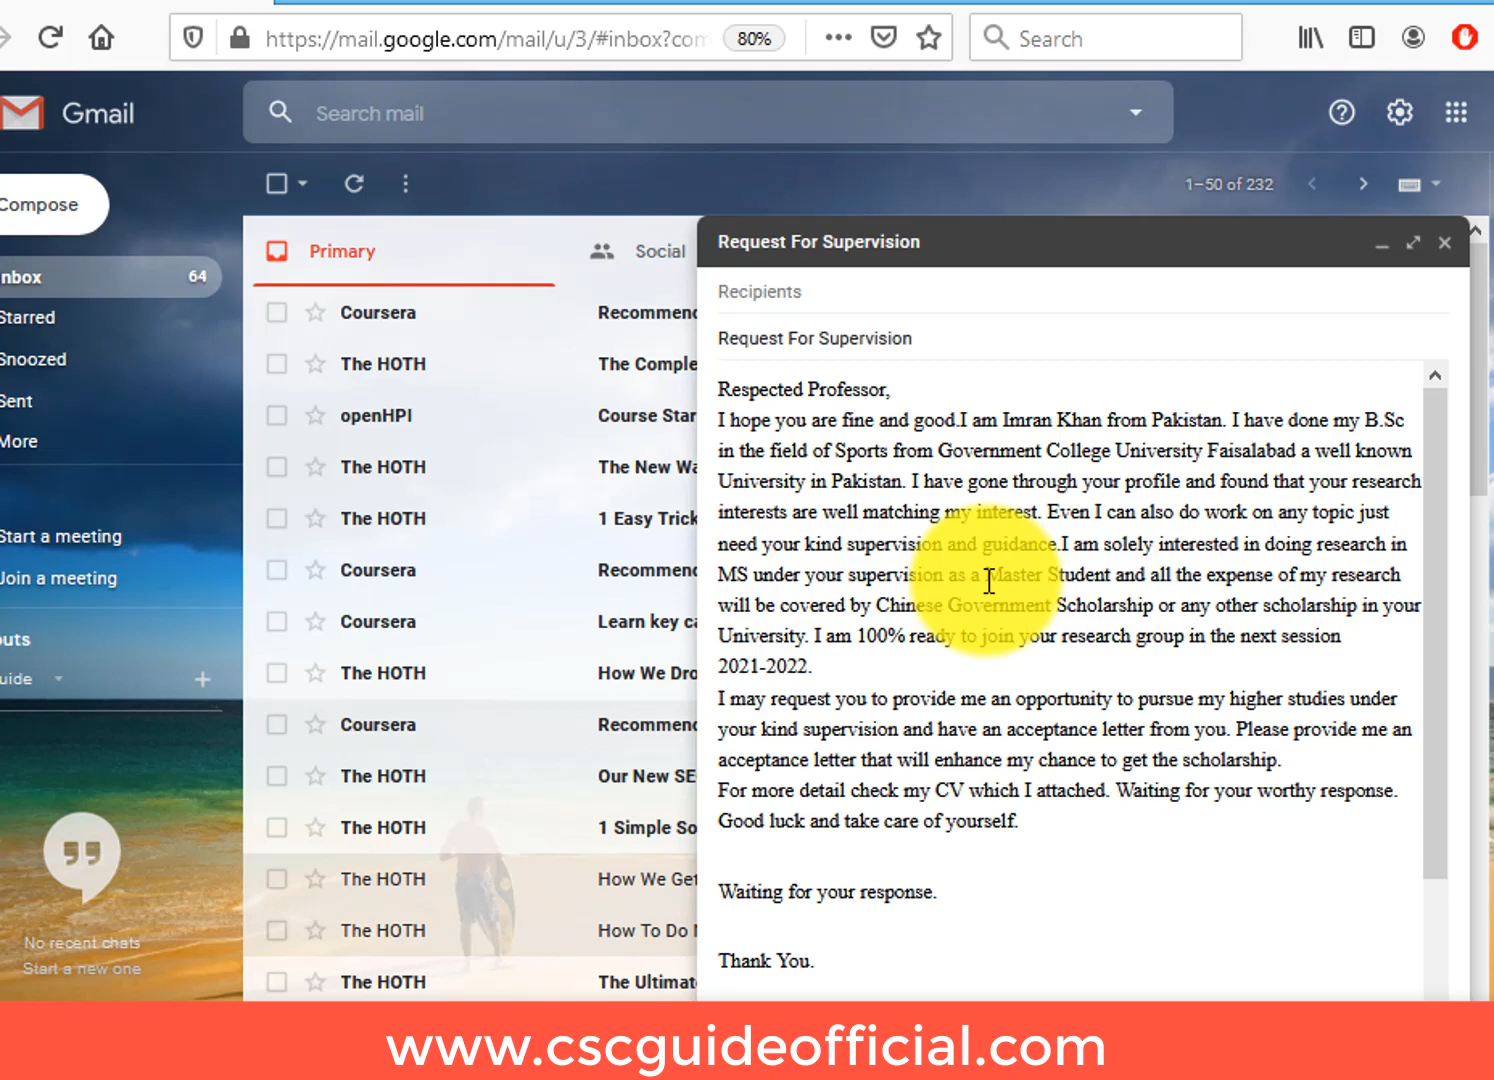 https://mail.google.com/mail/u/3/#inbox?com
80%
Search
Gmail
Search mail
Compose
1–50 of 232
nbox 64
Starred
Snoozed
Sent
More
Start a meeting
Join a meeting
outs
uide
No recent chats
Start a new one
Primary
Social
Coursera Recommend
The HOTH The Comple
openHPI Course Star
The HOTH The New Wa
The HOTH 1 Easy Trick
Coursera Recommend
Coursera Learn key ca
The HOTH How We Dro
Coursera Recommend
The HOTH Our New SE
The HOTH 1 Simple So
The HOTH How We Get
The HOTH How To Do
The HOTH The Ultimat
Request For Supervision
Recipients
Request For Supervision
Respected Professor,
I hope you are fine and good.I am Imran Khan from Pakistan. I have done my B.Sc
in the field of Sports from Government College University Faisalabad a well known
University in Pakistan. I have gone through your profile and found that your research
interests are well matching my interest. Even I can also do work on any topic just
need your kind supervision and guidance.I am solely interested in doing research in
MS under your supervision as a Master Student and all the expense of my research
will be covered by Chinese Government Scholarship or any other scholarship in your
University. I am 100% ready to join your research group in the next session
2021-2022.
I may request you to provide me an opportunity to pursue my higher studies under
your kind supervision and have an acceptance letter from you. Please provide me an
acceptance letter that will enhance my chance to get the scholarship.
For more detail check my CV which I attached. Waiting for your worthy response.
Good luck and take care of yourself.
Waiting for your response.
Thank You.
www.cscguideofficial.com